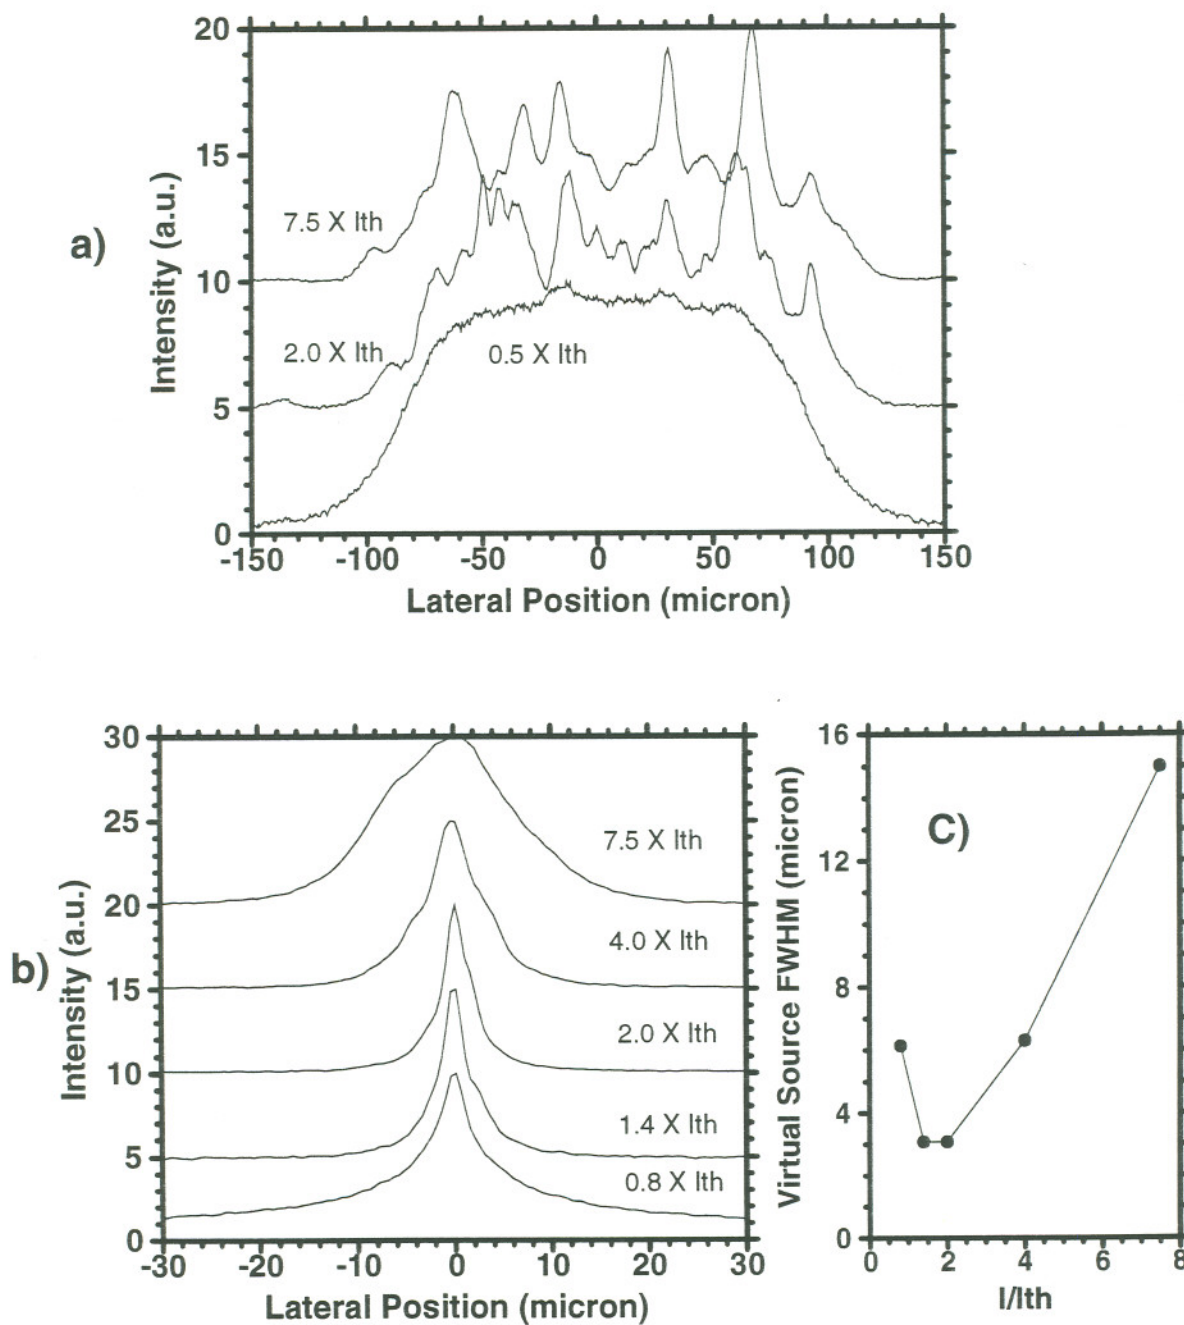 a)
Intensity (a.u.)
20
15
10
5
0
7.5 X Ith
2.0 X Ith
0.5 X Ith
-150
-100
-50
0
50
100
150
Lateral Position (micron)
b)
Intensity (a.u.)
30
25
20
15
10
5
0
7.5 X Ith
4.0 X Ith
2.0 X Ith
1.4 X Ith
0.8 X Ith
-30
-20
-10
0
10
20
30
Lateral Position (micron)
C)
Virtual Source FWHM (micron)
16
12
8
4
0
0
2
4
6
8
I/Ith